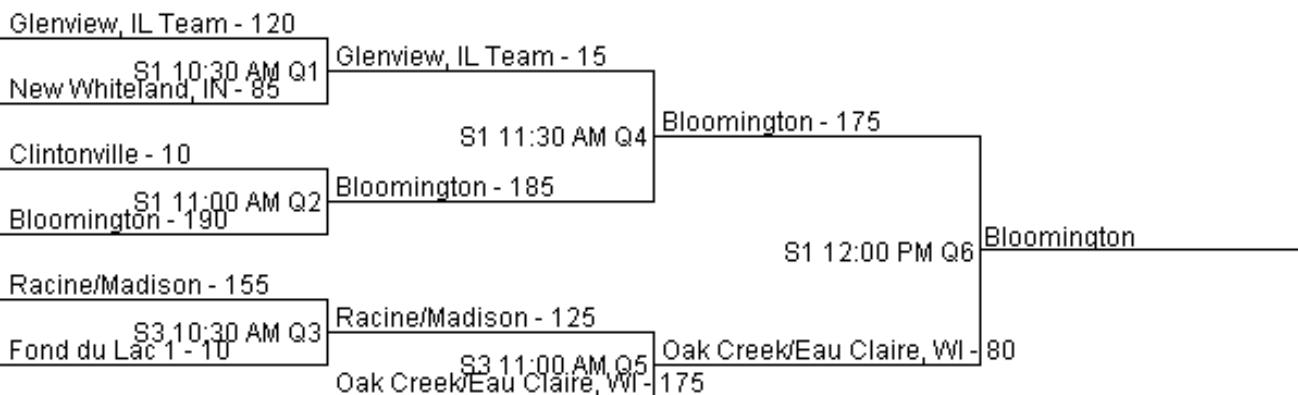 Glenview, IL Team - 120
S1 10:30 AM Q1
New Whiteland, IN - 85
Glenview, IL Team - 15
S1 11:30 AM Q4
Clintonville - 10
S1 11:00 AM Q2
Bloomington - 190
Bloomington - 185
Bloomington - 175
S1 12:00 PM Q6
Bloomington
Racine/Madison - 155
S3 10:30 AM Q3
Fond du Lac 1 - 10
Racine/Madison - 125
S3 11:00 AM Q5
Oak Creek/Eau Claire, WI - 175
Oak Creek/Eau Claire, WI - 80